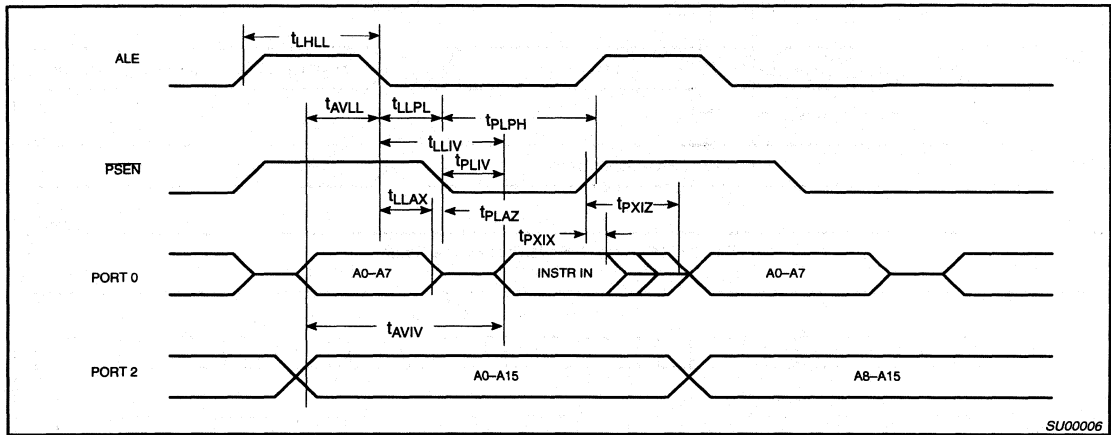 tLHLL
ALE
tAVLL
tLLPL
tPLPH
tLLIV
PSEN
tPLIV
tLLAX
tPLAZ
tPXIZ
tPXIX
PORT 0
A0–A7
INSTR IN
A0–A7
tAVIV
PORT 2
A0–A15
A8–A15
SU00006